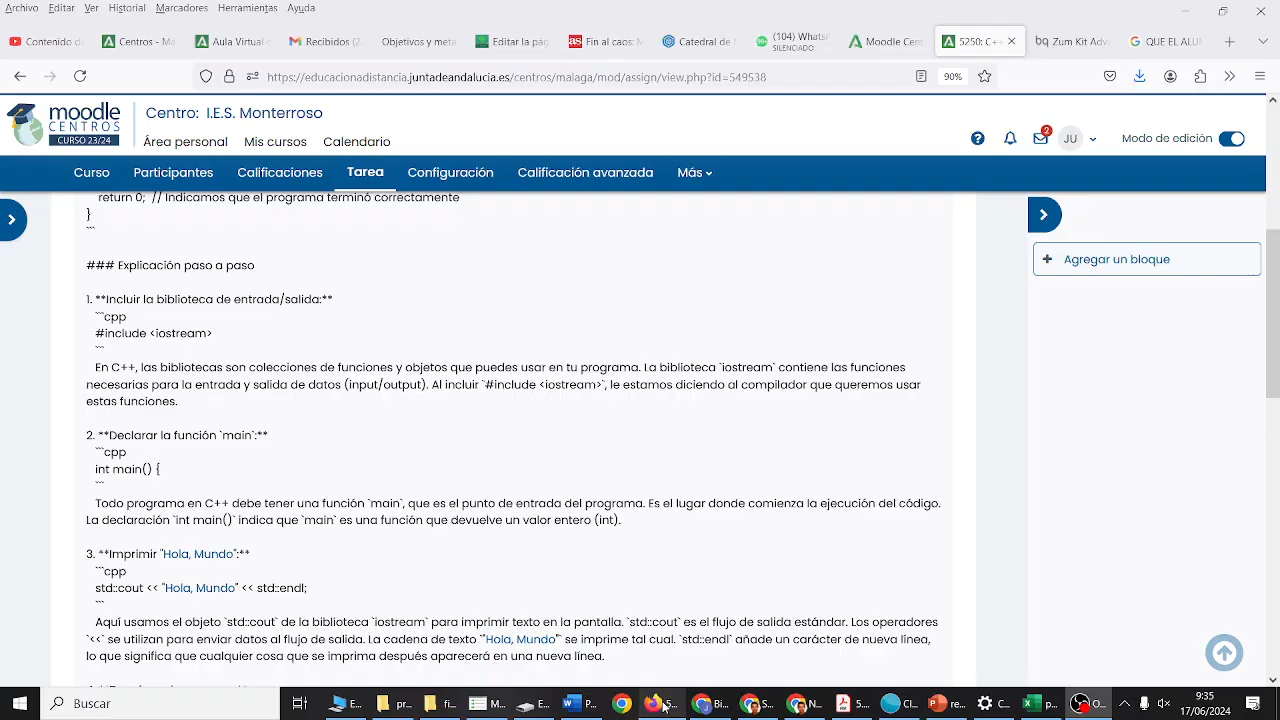 Archivo Editar Ver Historial Marcadores Herramientas Ayuda
Contenido d
Centros - Ma
Aula Virtual c
Recibidos (2
Objetivos y meta
Editar la pág
Fin al caos: M
Catedral de A
(104) WhatsA
SILENCIADO
Moodle Cen
5250: C++
Zum Kit Adva
QUE EL ALUM
https://educacionadistancia.juntadeandalucia.es/centros/malaga/mod/assign/view.php?id=549538
90%
moodle
CENTROS
CURSO 23/24
Centro: I.E.S. Monterroso
Área personal Mis cursos Calendario
2
JU
Modo de edición
Curso Participantes Calificaciones Tarea Configuración Calificación avanzada Más
return 0; // Indicamos que el programa terminó correctamente
}
```
### Explicación paso a paso
1. **Incluir la biblioteca de entrada/salida:**
```cpp
#include <iostream>
```
En C++, las bibliotecas son colecciones de funciones y objetos que puedes usar en tu programa. La biblioteca `iostream` contiene las funciones
necesarias para la entrada y salida de datos (input/output). Al incluir `#include <iostream>`, le estamos diciendo al compilador que queremos usar
estas funciones.
2. **Declarar la función `main`:**
```cpp
int main() {
```
Todo programa en C++ debe tener una función `main`, que es el punto de entrada del programa. Es el lugar donde comienza la ejecución del código.
La declaración `int main()` indica que `main` es una función que devuelve un valor entero (int).
3. **Imprimir "Hola, Mundo":**
```cpp
std::cout << "Hola, Mundo" << std::endl;
```
Aquí usamos el objeto `std::cout` de la biblioteca `iostream` para imprimir texto en la pantalla. `std::cout` es el flujo de salida estándar. Los operadores
`<<` se utilizan para enviar datos al flujo de salida. La cadena de texto `"Hola, Mundo"` se imprime tal cual. `std::endl` añade un carácter de nueva línea,
lo que significa que cualquier cosa que se imprima después aparecerá en una nueva línea.
Agregar un bloque
Buscar
E...
pr...
fi...
M...
E...
P...
S...
Bi...
S...
N...
S...
C...
re...
C...
p...
O...
9:35
17/06/2024